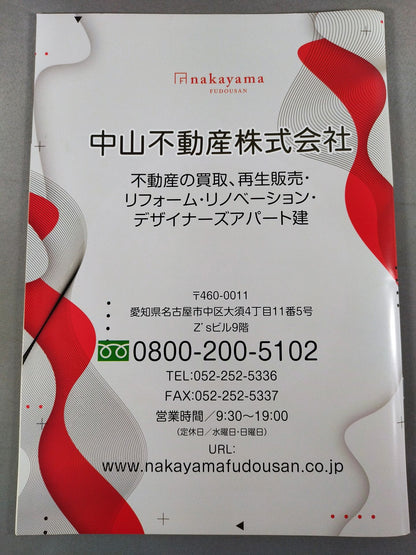 nakayama
FUDOUSAN
中山不動産株式会社
不動産の買取、再生販売・
リフォーム・リノベーション・
デザイナーズアパート建
〒460-0011
愛知県名古屋市中区大須4丁目11番5号
Z'sビル9階
0800-200-5102
TEL:052-252-5336
FAX:052-252-5337
営業時間／9:30～19:00
(定休日／水曜日・日曜日)
URL:
www.nakayamafudousan.co.jp